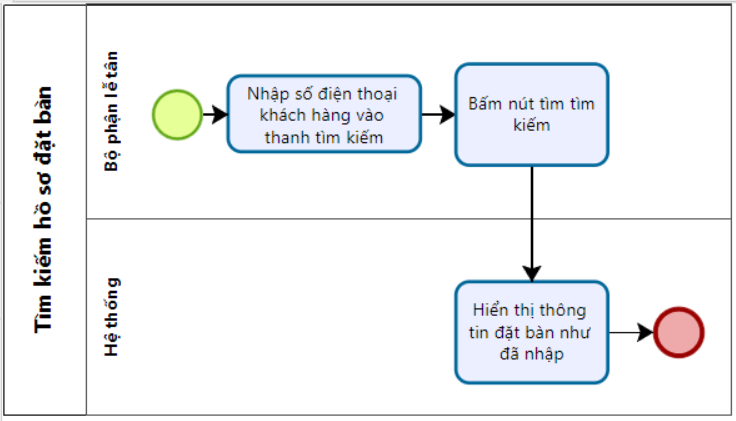 Tìm kiếm hồ sơ đặt bàn
Bộ phận lễ tân
Nhập số điện thoại
khách hàng vào
thanh tìm kiếm
Bấm nút tìm tìm
kiếm
Hệ thống
Hiển thị thông
tin đặt bàn như
đã nhập